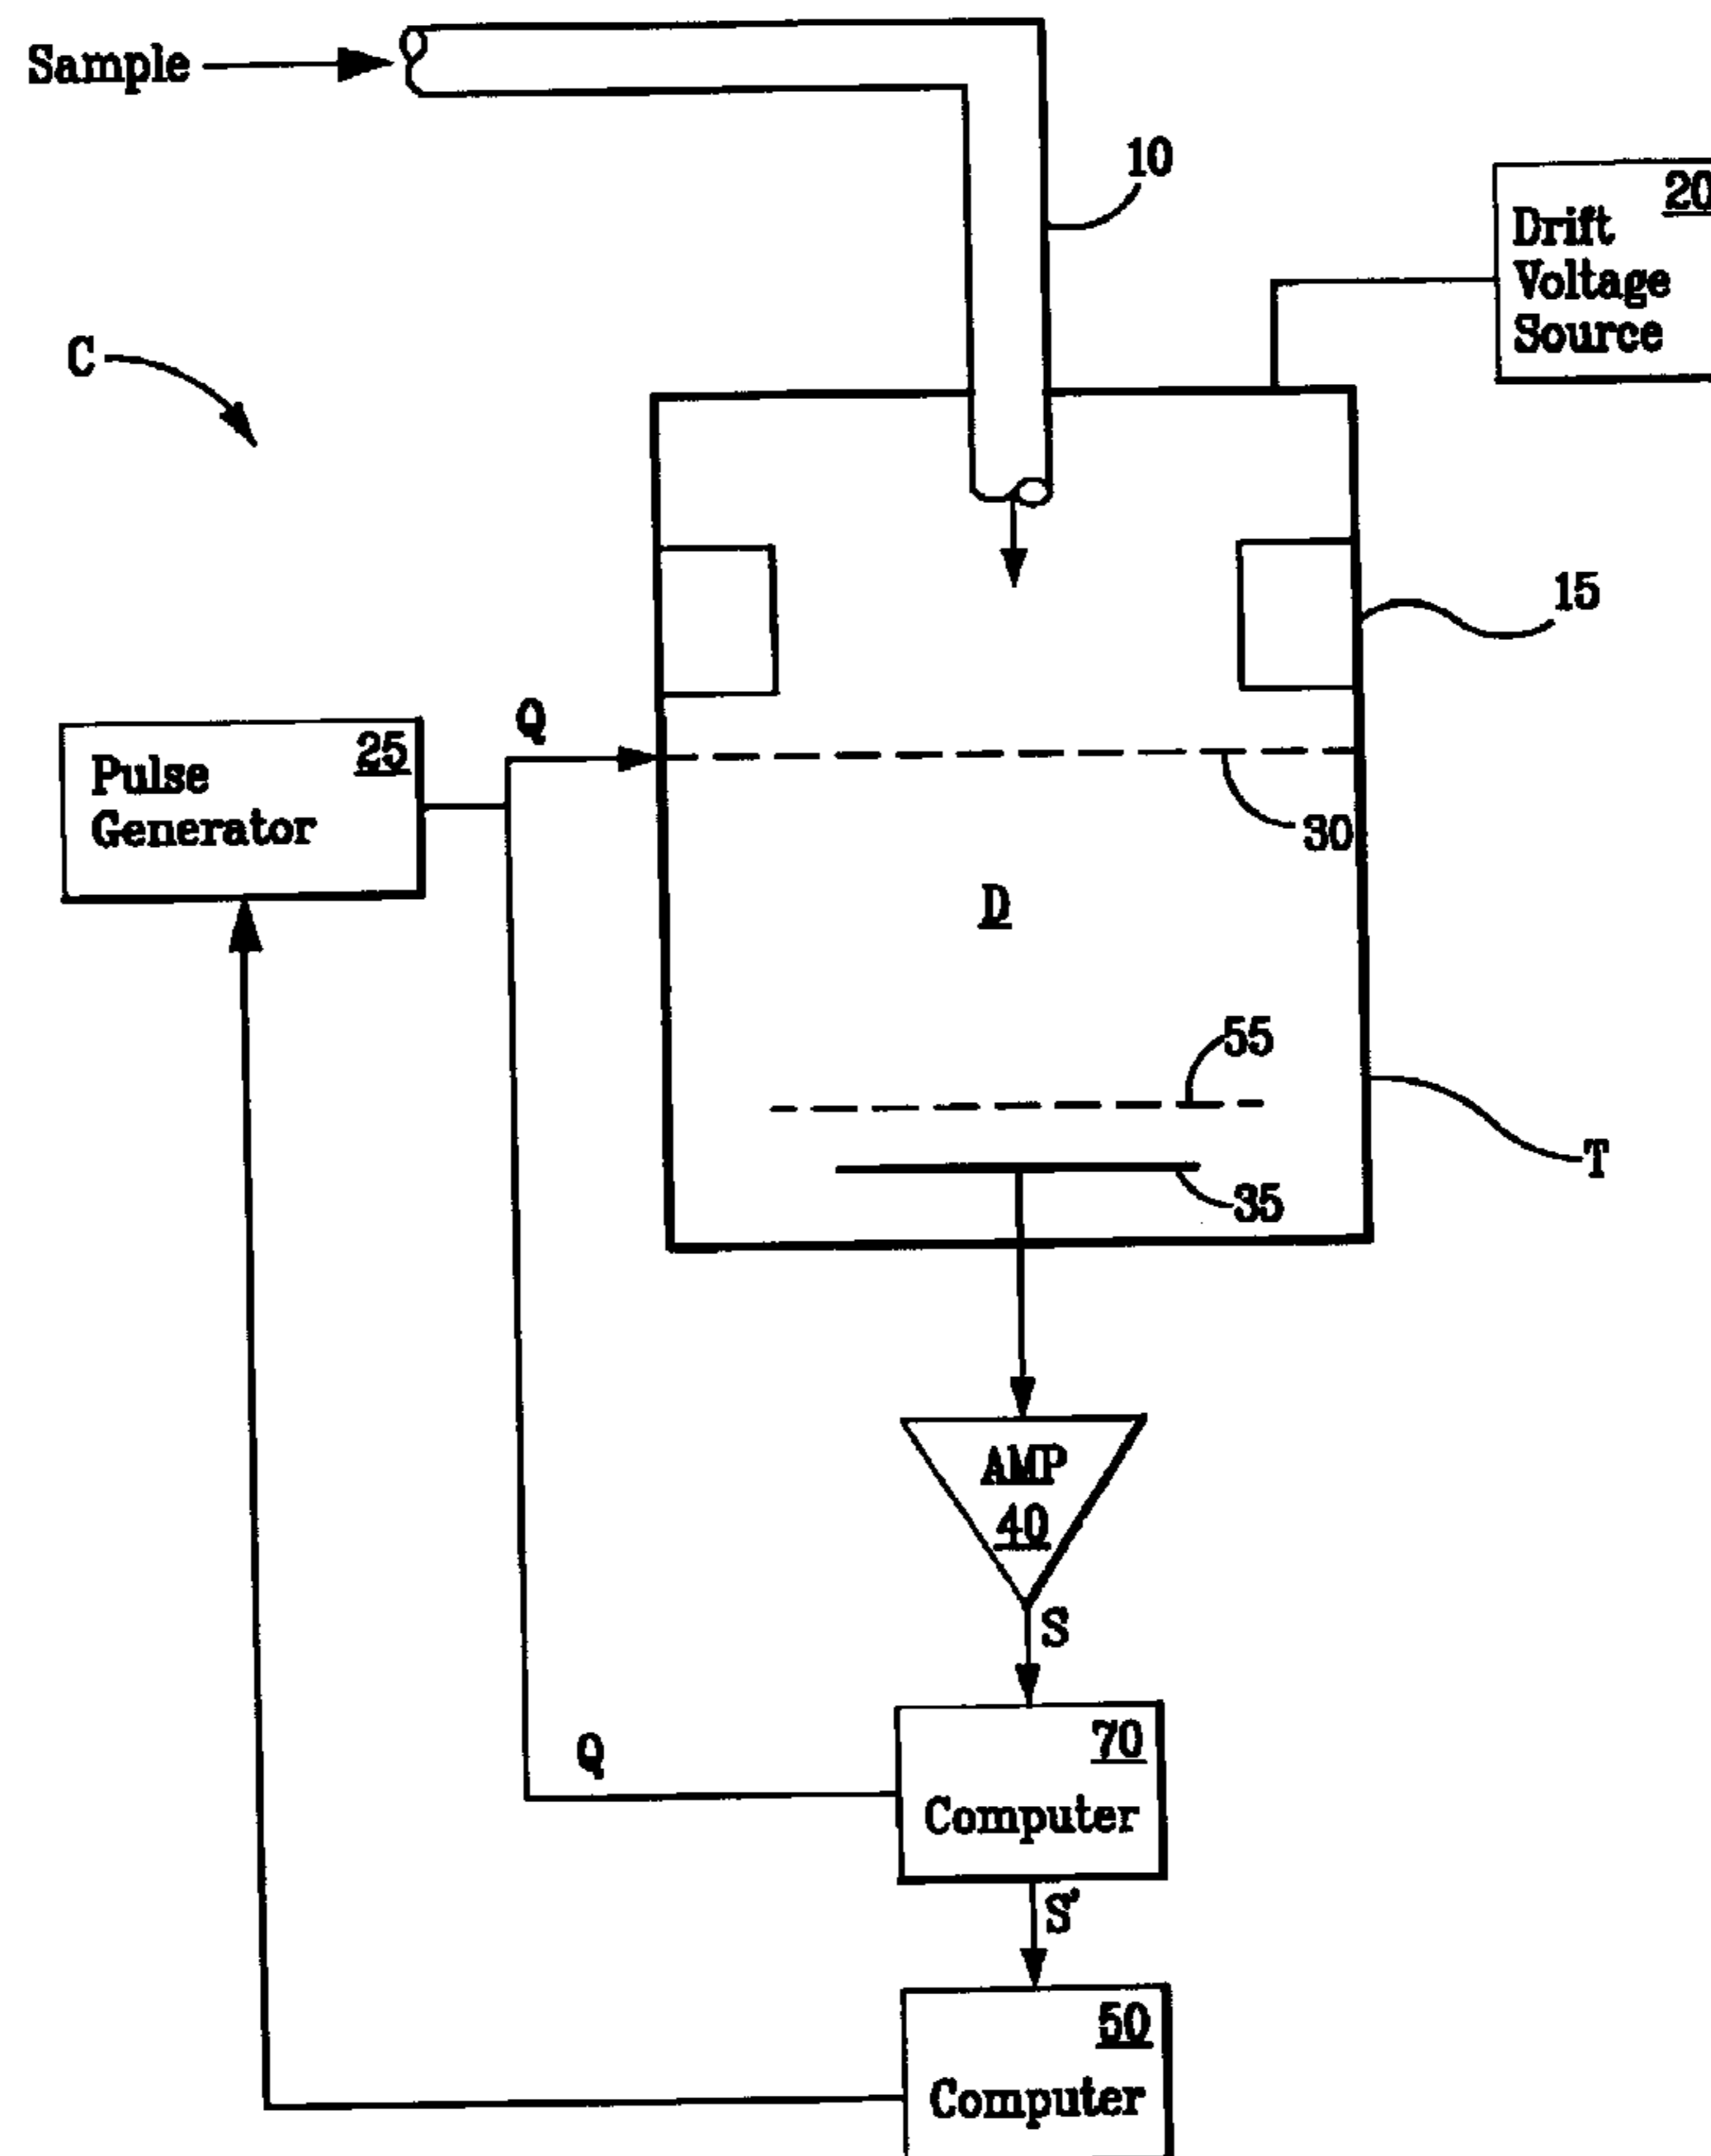 Sample
10
20
Drift
Voltage
Source
C
15
Q
25
Pulse
Generator
30
D
55
T
35
AMP
40
S
70
Q
Computer
S'
50
Computer